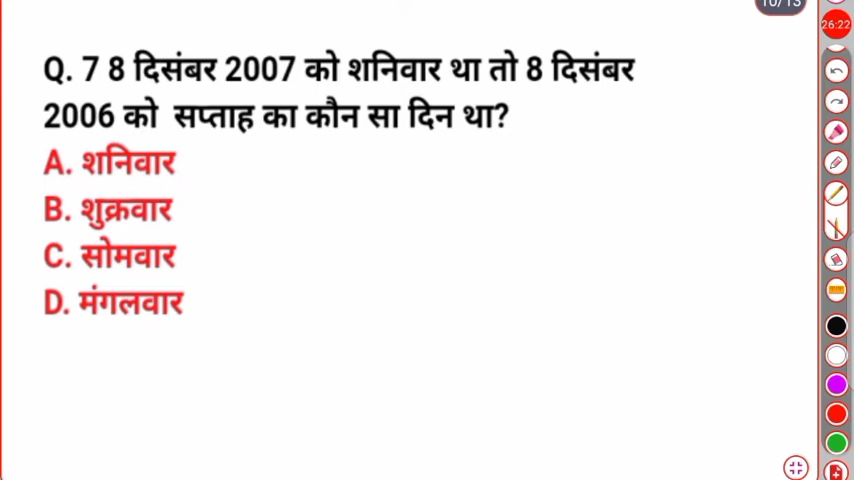 10/13
26:22
Q. 7 8 दिसंबर 2007 को शनिवार था तो 8 दिसंबर
2006 को सप्ताह का कौन सा दिन था?
A. शनिवार
B. शुक्रवार
C. सोमवार
D. मंगलवार